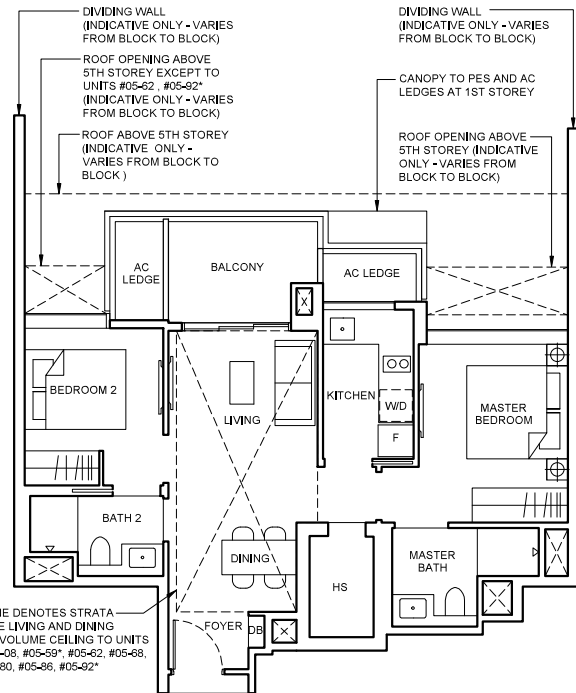 DIVIDING WALL
(INDICATIVE ONLY - VARIES
FROM BLOCK TO BLOCK)
ROOF OPENING ABOVE
5TH STOREY EXCEPT TO
UNITS #05-62 , #05-92*
(INDICATIVE ONLY - VARIES
FROM BLOCK TO BLOCK)
ROOF ABOVE 5TH STOREY
(INDICATIVE ONLY -
VARIES FROM BLOCK TO
BLOCK )
DIVIDING WALL
(INDICATIVE ONLY - VARIES
FROM BLOCK TO BLOCK)
CANOPY TO PES AND AC
LEDGES AT 1ST STOREY
ROOF OPENING ABOVE
5TH STOREY (INDICATIVE
ONLY - VARIES FROM
BLOCK TO BLOCK)
AC
LEDGE
BALCONY
AC LEDGE
X
BEDROOM 2
LIVING
KITCHEN
W/D
F
MASTER
BEDROOM
BATH 2
DINING
HS
MASTER
BATH
FOYER
DB
NE DENOTES STRATA
E LIVING AND DINING
VOLUME CEILING TO UNITS
-08, #05-59*, #05-62, #05-68,
80, #05-86, #05-92*